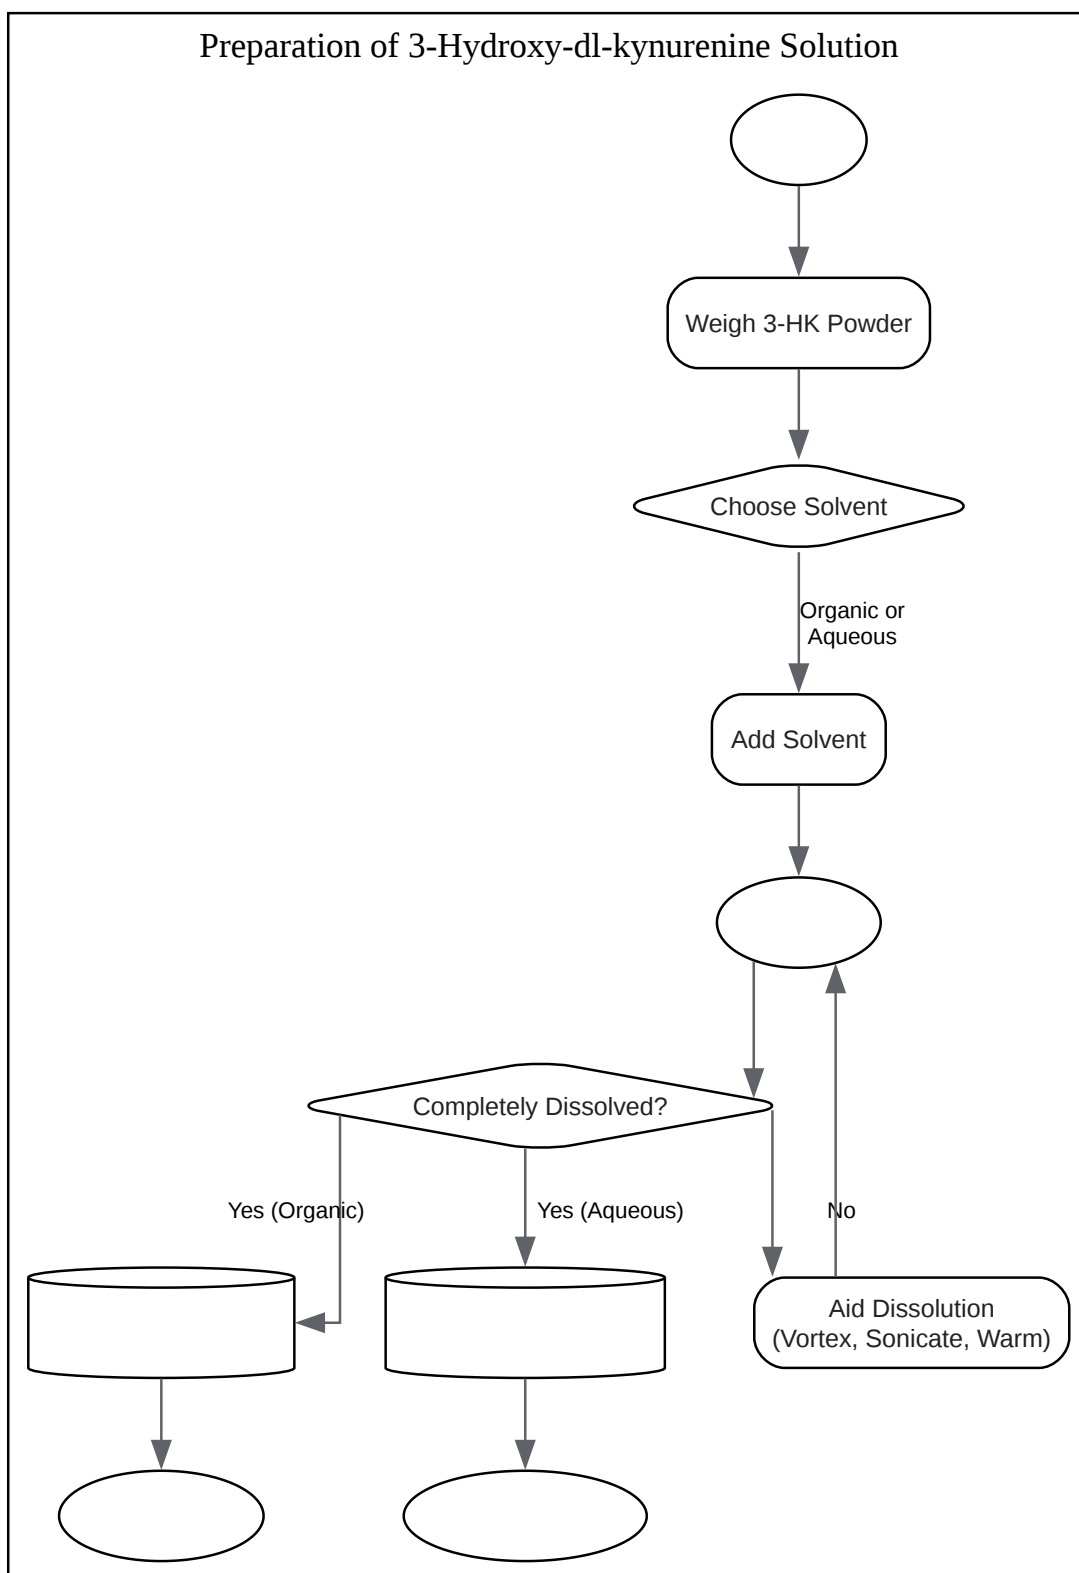 Preparation of 3-Hydroxy-dl-kynurenine Solution
Weigh 3-HK Powder
Choose Solvent
Organic or
Aqueous
Add Solvent
Completely Dissolved?
Yes (Organic)
Yes (Aqueous)
No
Aid Dissolution
(Vortex, Sonicate, Warm)